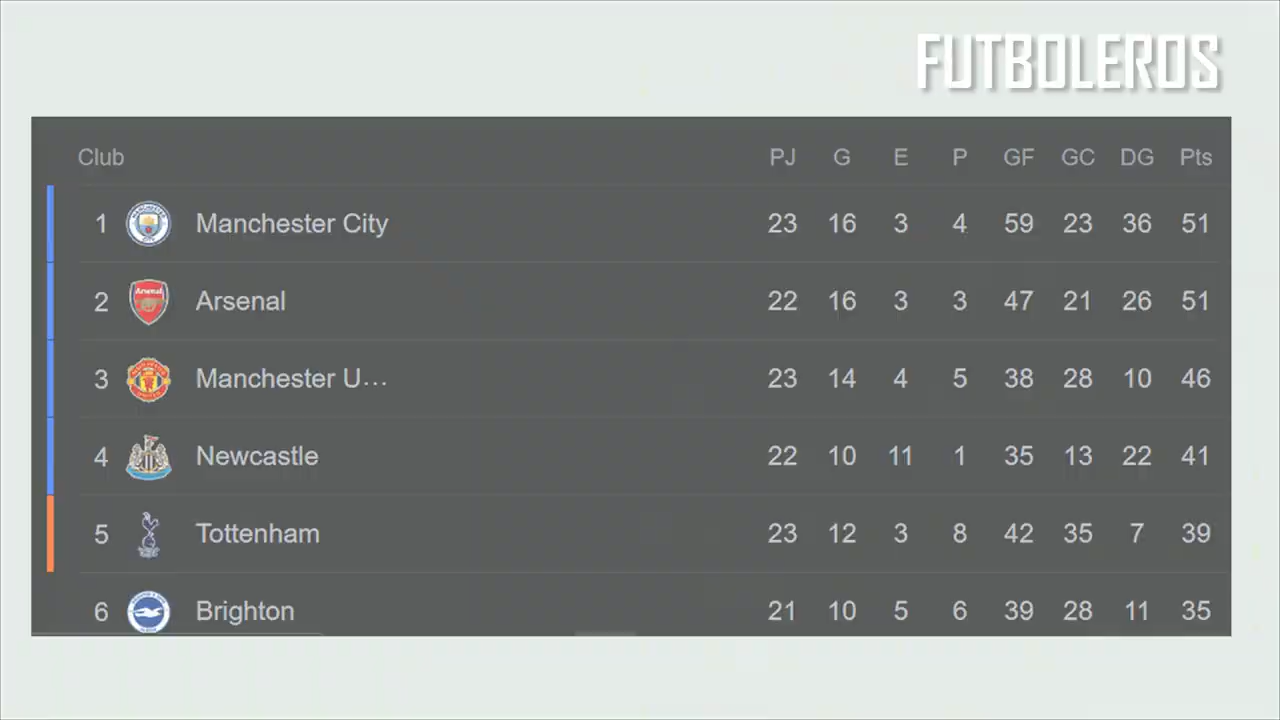 FUTBOLEROS
Club PJ G E P GF GC DG Pts
1 Manchester City 23 16 3 4 59 23 36 51
2 Arsenal 22 16 3 3 47 21 26 51
3 Manchester U... 23 14 4 5 38 28 10 46
4 Newcastle 22 10 11 1 35 13 22 41
5 Tottenham 23 12 3 8 42 35 7 39
6 Brighton 21 10 5 6 39 28 11 35